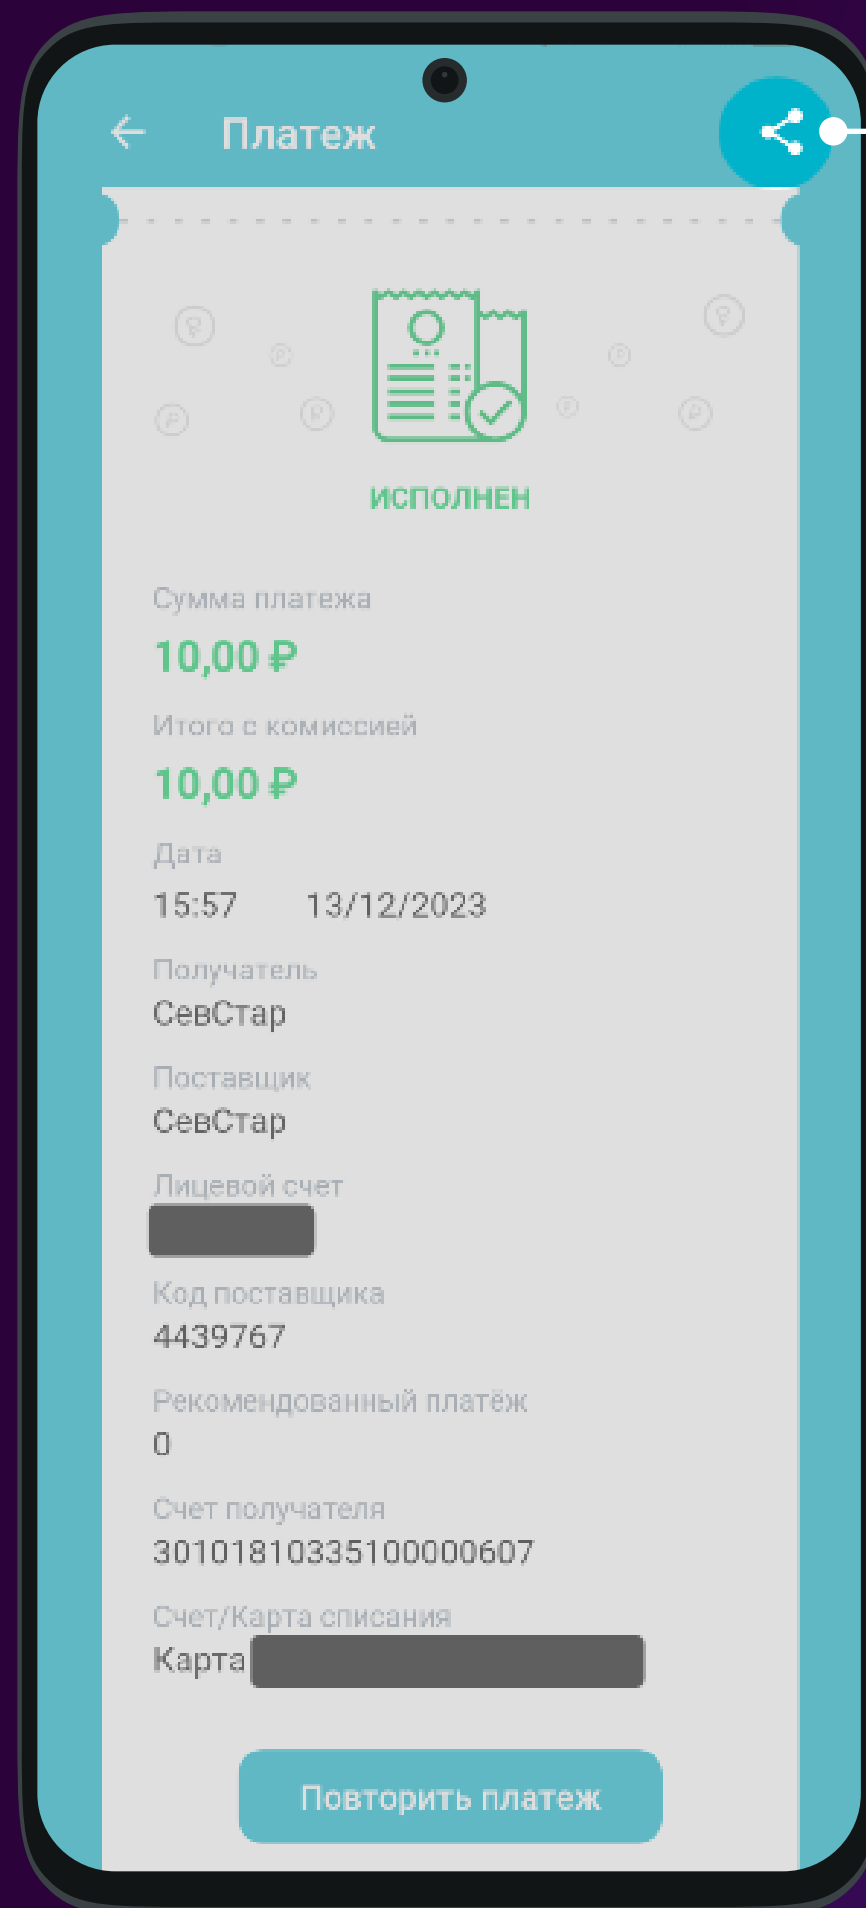 Платеж
ИСПОЛНЕН
Сумма платежа
10,00 ₽
Итого с комиссией
10,00 ₽
Дата
15:57 13/12/2023
Получатель
СевСтар
Поставщик
СевСтар
Лицевой счет
Код поставщика
4439767
Рекомендованный платёж
0
Счет получателя
30101810335100000607
Счет/Карта списания
Карта
Повторить платеж